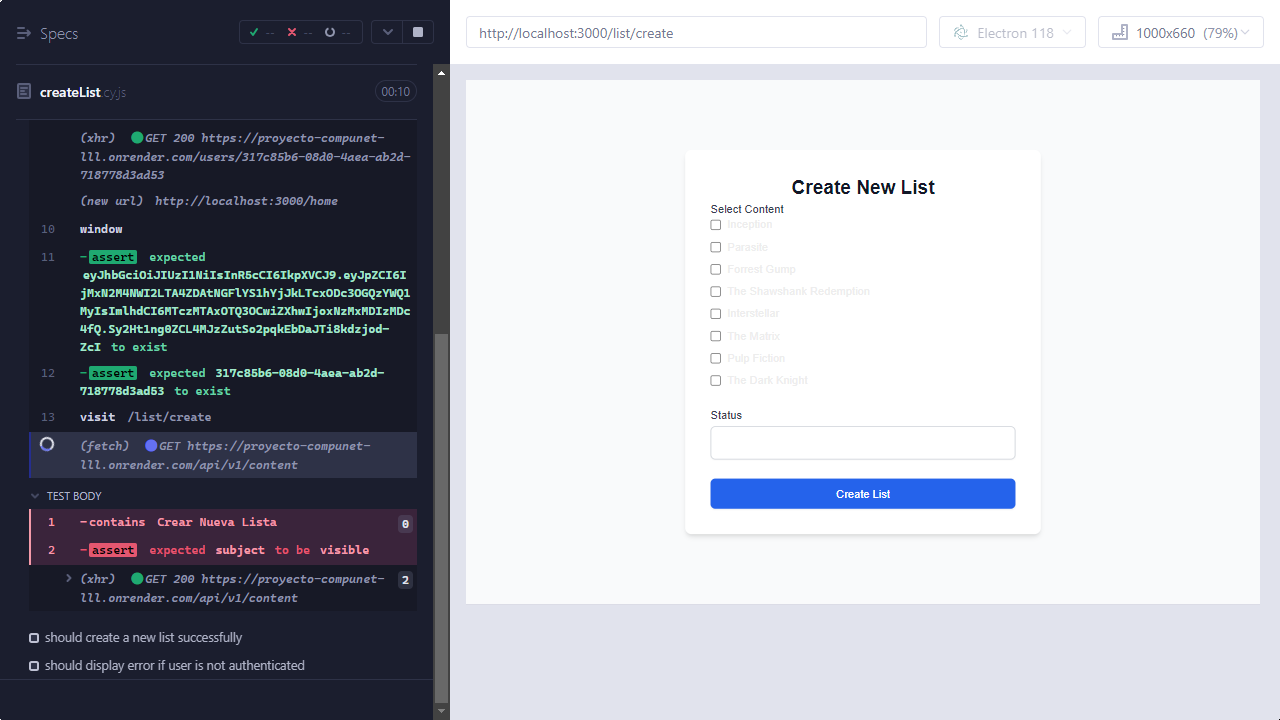 Specs
-- -- --
createList.cy.js
00:10
(xhr) GET 200 https://proyecto-compunet-
lll.onrender.com/users/317c85b6-08d0-4aea-ab2d-
718778d3ad53
(new url) http://localhost:3000/home
10 window
11 -assert expected
eyJhbGciOiJIUzI1NiIsInR5cCI6IkpXVCJ9.eyJpZCI6I
jMxN2M4NWI2LTA4ZDAtNGFlYS1hYjJkLTcxODc3OGQzYWQ1
MyIsImlhdCI6MTczMTAxOTQ3OCwiZXhwIjoxNzMxMDIzMDc
4fQ.Sy2Ht1ng0ZCL4MJzZutSo2pqkEbDaJTi8kdzjod-
ZcI to exist
12 -assert expected 317c85b6-08d0-4aea-ab2d-
718778d3ad53 to exist
13 visit /list/create
(fetch) GET https://proyecto-compunet-
lll.onrender.com/api/v1/content
TEST BODY
1 -contains Crear Nueva Lista 0
2 -assert expected subject to be visible
(xhr) GET 200 https://proyecto-compunet- 2
lll.onrender.com/api/v1/content
should create a new list successfully
should display error if user is not authenticated
http://localhost:3000/list/create
Electron 118
1000x660 (79%)
Create New List
Select Content
Inception
Parasite
Forrest Gump
The Shawshank Redemption
Interstellar
The Matrix
Pulp Fiction
The Dark Knight
Status
Create List